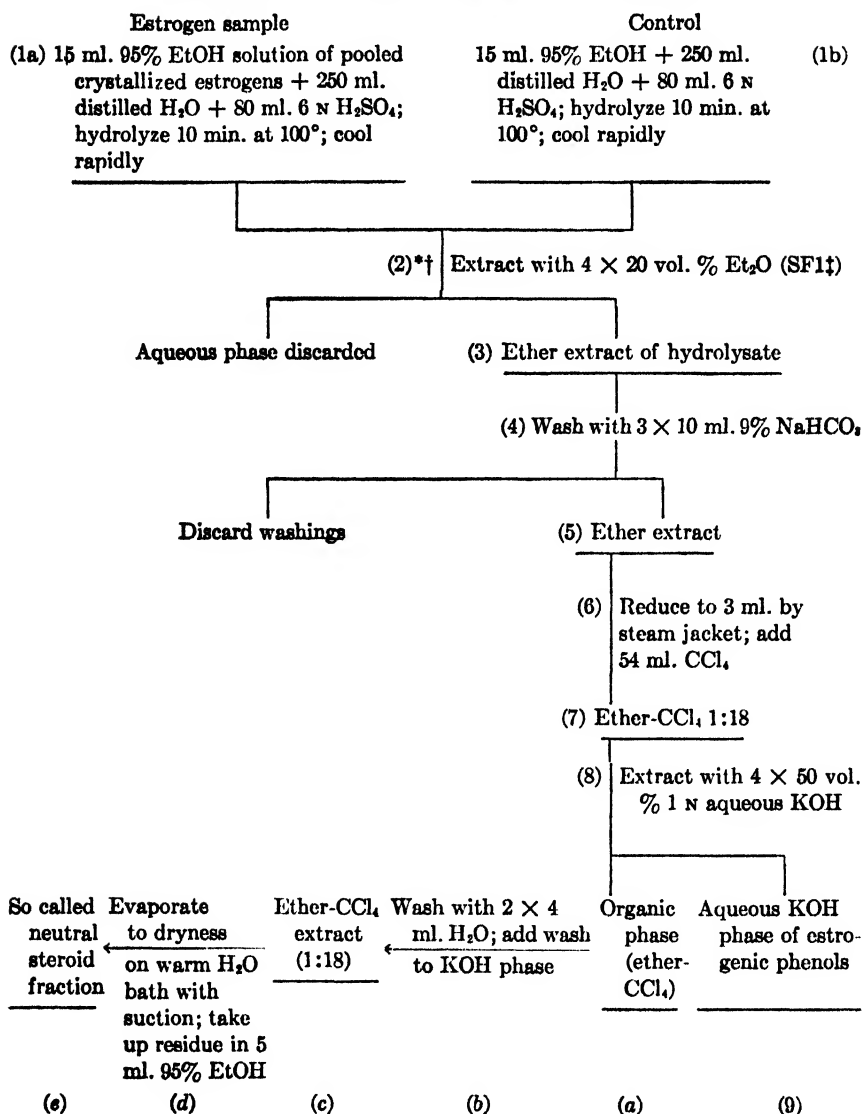 Estrogen sample
(1a) 15 ml. 95% EtOH solution of pooled
crystallized estrogens + 250 ml.
distilled H₂O + 80 ml. 6 N H₂SO₄;
hydrolyze 10 min. at 100°; cool
rapidly
Control
15 ml. 95% EtOH + 250 ml. (1b)
distilled H₂O + 80 ml. 6 N
H₂SO₄; hydrolyze 10 min. at
100°; cool rapidly
(2)*† Extract with 4 × 20 vol. % Et₂O (SF1‡)
Aqueous phase discarded
(3) Ether extract of hydrolysate
(4) Wash with 3 × 10 ml. 9% NaHCO₃
Discard washings
(5) Ether extract
(6) Reduce to 3 ml. by
steam jacket; add
54 ml. CCl₄
(7) Ether-CCl₄ 1:18
(8) Extract with 4 × 50 vol.
% 1 N aqueous KOH
So called
neutral
steroid
fraction
Evaporate
to dryness
on warm H₂O
bath with
suction; take
up residue in 5
ml. 95% EtOH
Ether-CCl₄
extract
(1:18)
Wash with 2 × 4
ml. H₂O; add wash
to KOH phase
Organic
phase
(ether-
CCl₄)
Aqueous KOH
phase of estro-
genic phenols
(e) (d) (c) (b) (a) (9)